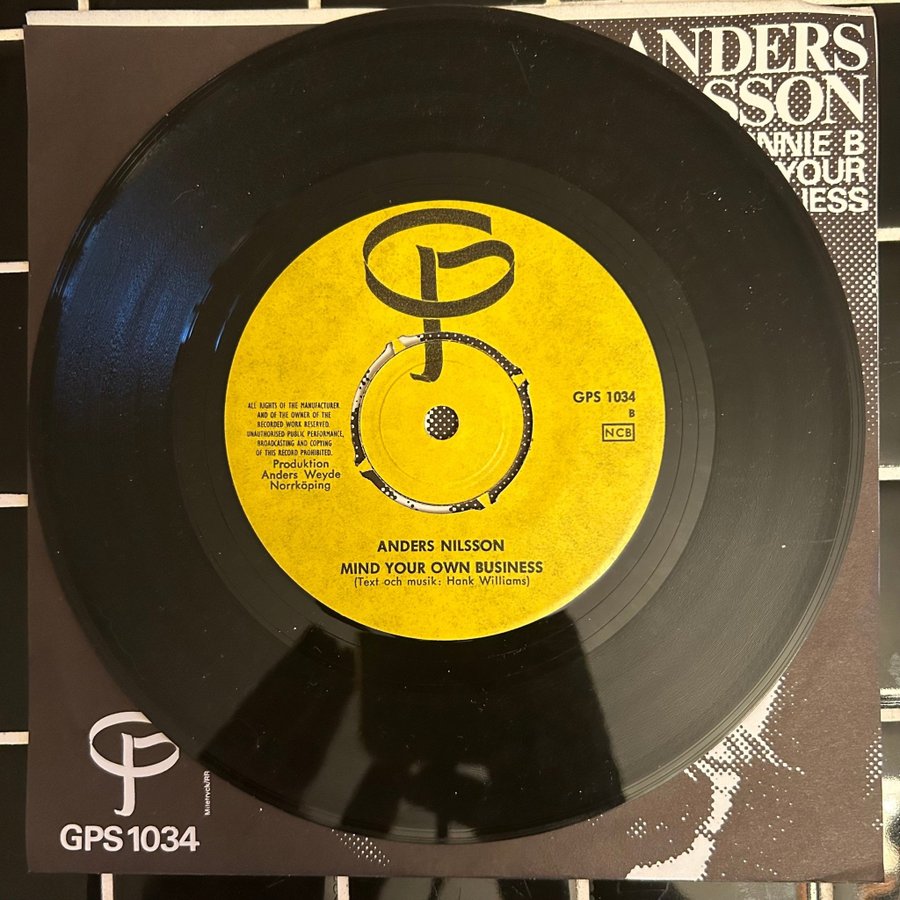 ANDERS
SSON
NNIE B
YOUR
NESS
GPS 1034
B
NCB
ALL RIGHTS OF THE MANUFACTURER
AND OF THE OWNER OF THE
RECORDED WORK RESERVED.
UNAUTHORISED PUBLIC PERFORMANCE,
BROADCASTING AND COPYING
OF THIS RECORD PROHIBITED.
Produktion
Anders Weyde
Norrköping
ANDERS NILSSON
MIND YOUR OWN BUSINESS
(Text och musik: Hank Williams)
GPS 1034